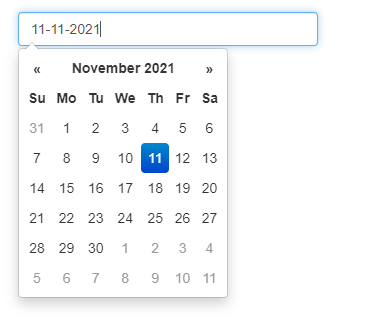 11-11-2021
« November 2021 »
Su Mo Tu We Th Fr Sa
31 1 2 3 4 5 6
7 8 9 10 11 12 13
14 15 16 17 18 19 20
21 22 23 24 25 26 27
28 29 30 1 2 3 4
5 6 7 8 9 10 11